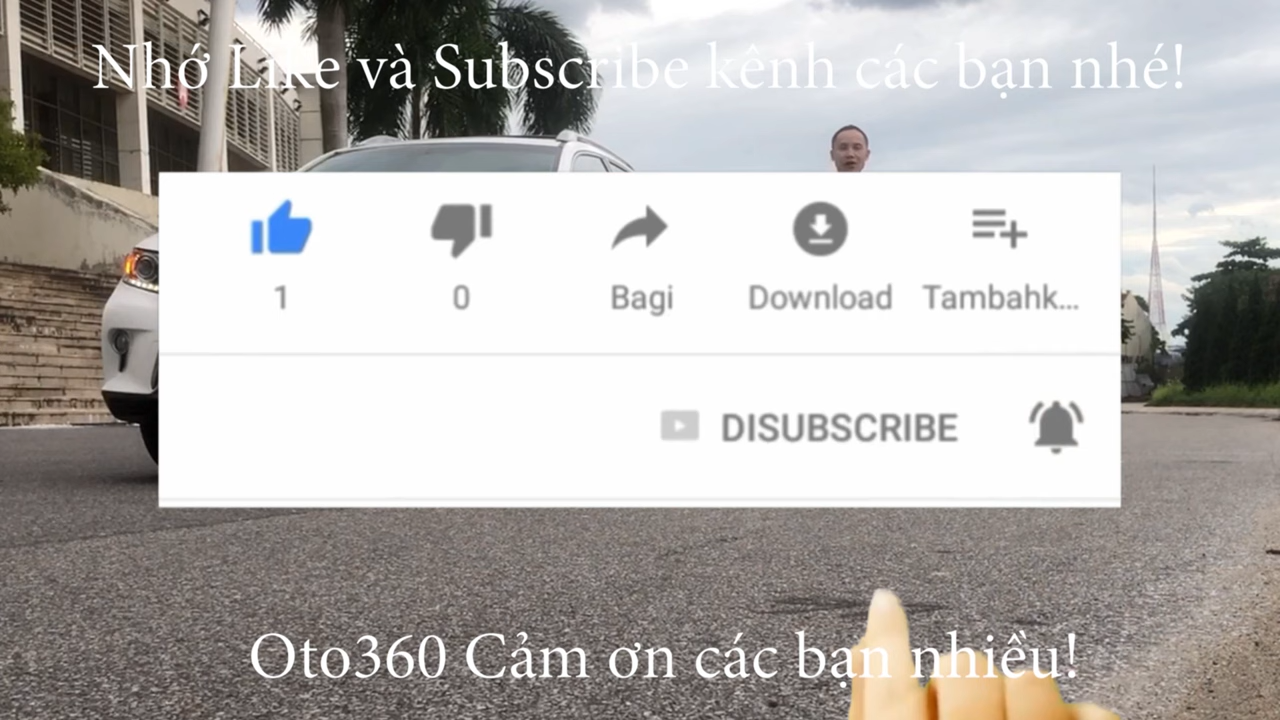 Nhớ Like và Subscribe kênh các bạn nhé!
1 0 Bagi Download Tambahk...
DISUBSCRIBE
Oto360 Cảm ơn các bạn nhiều!